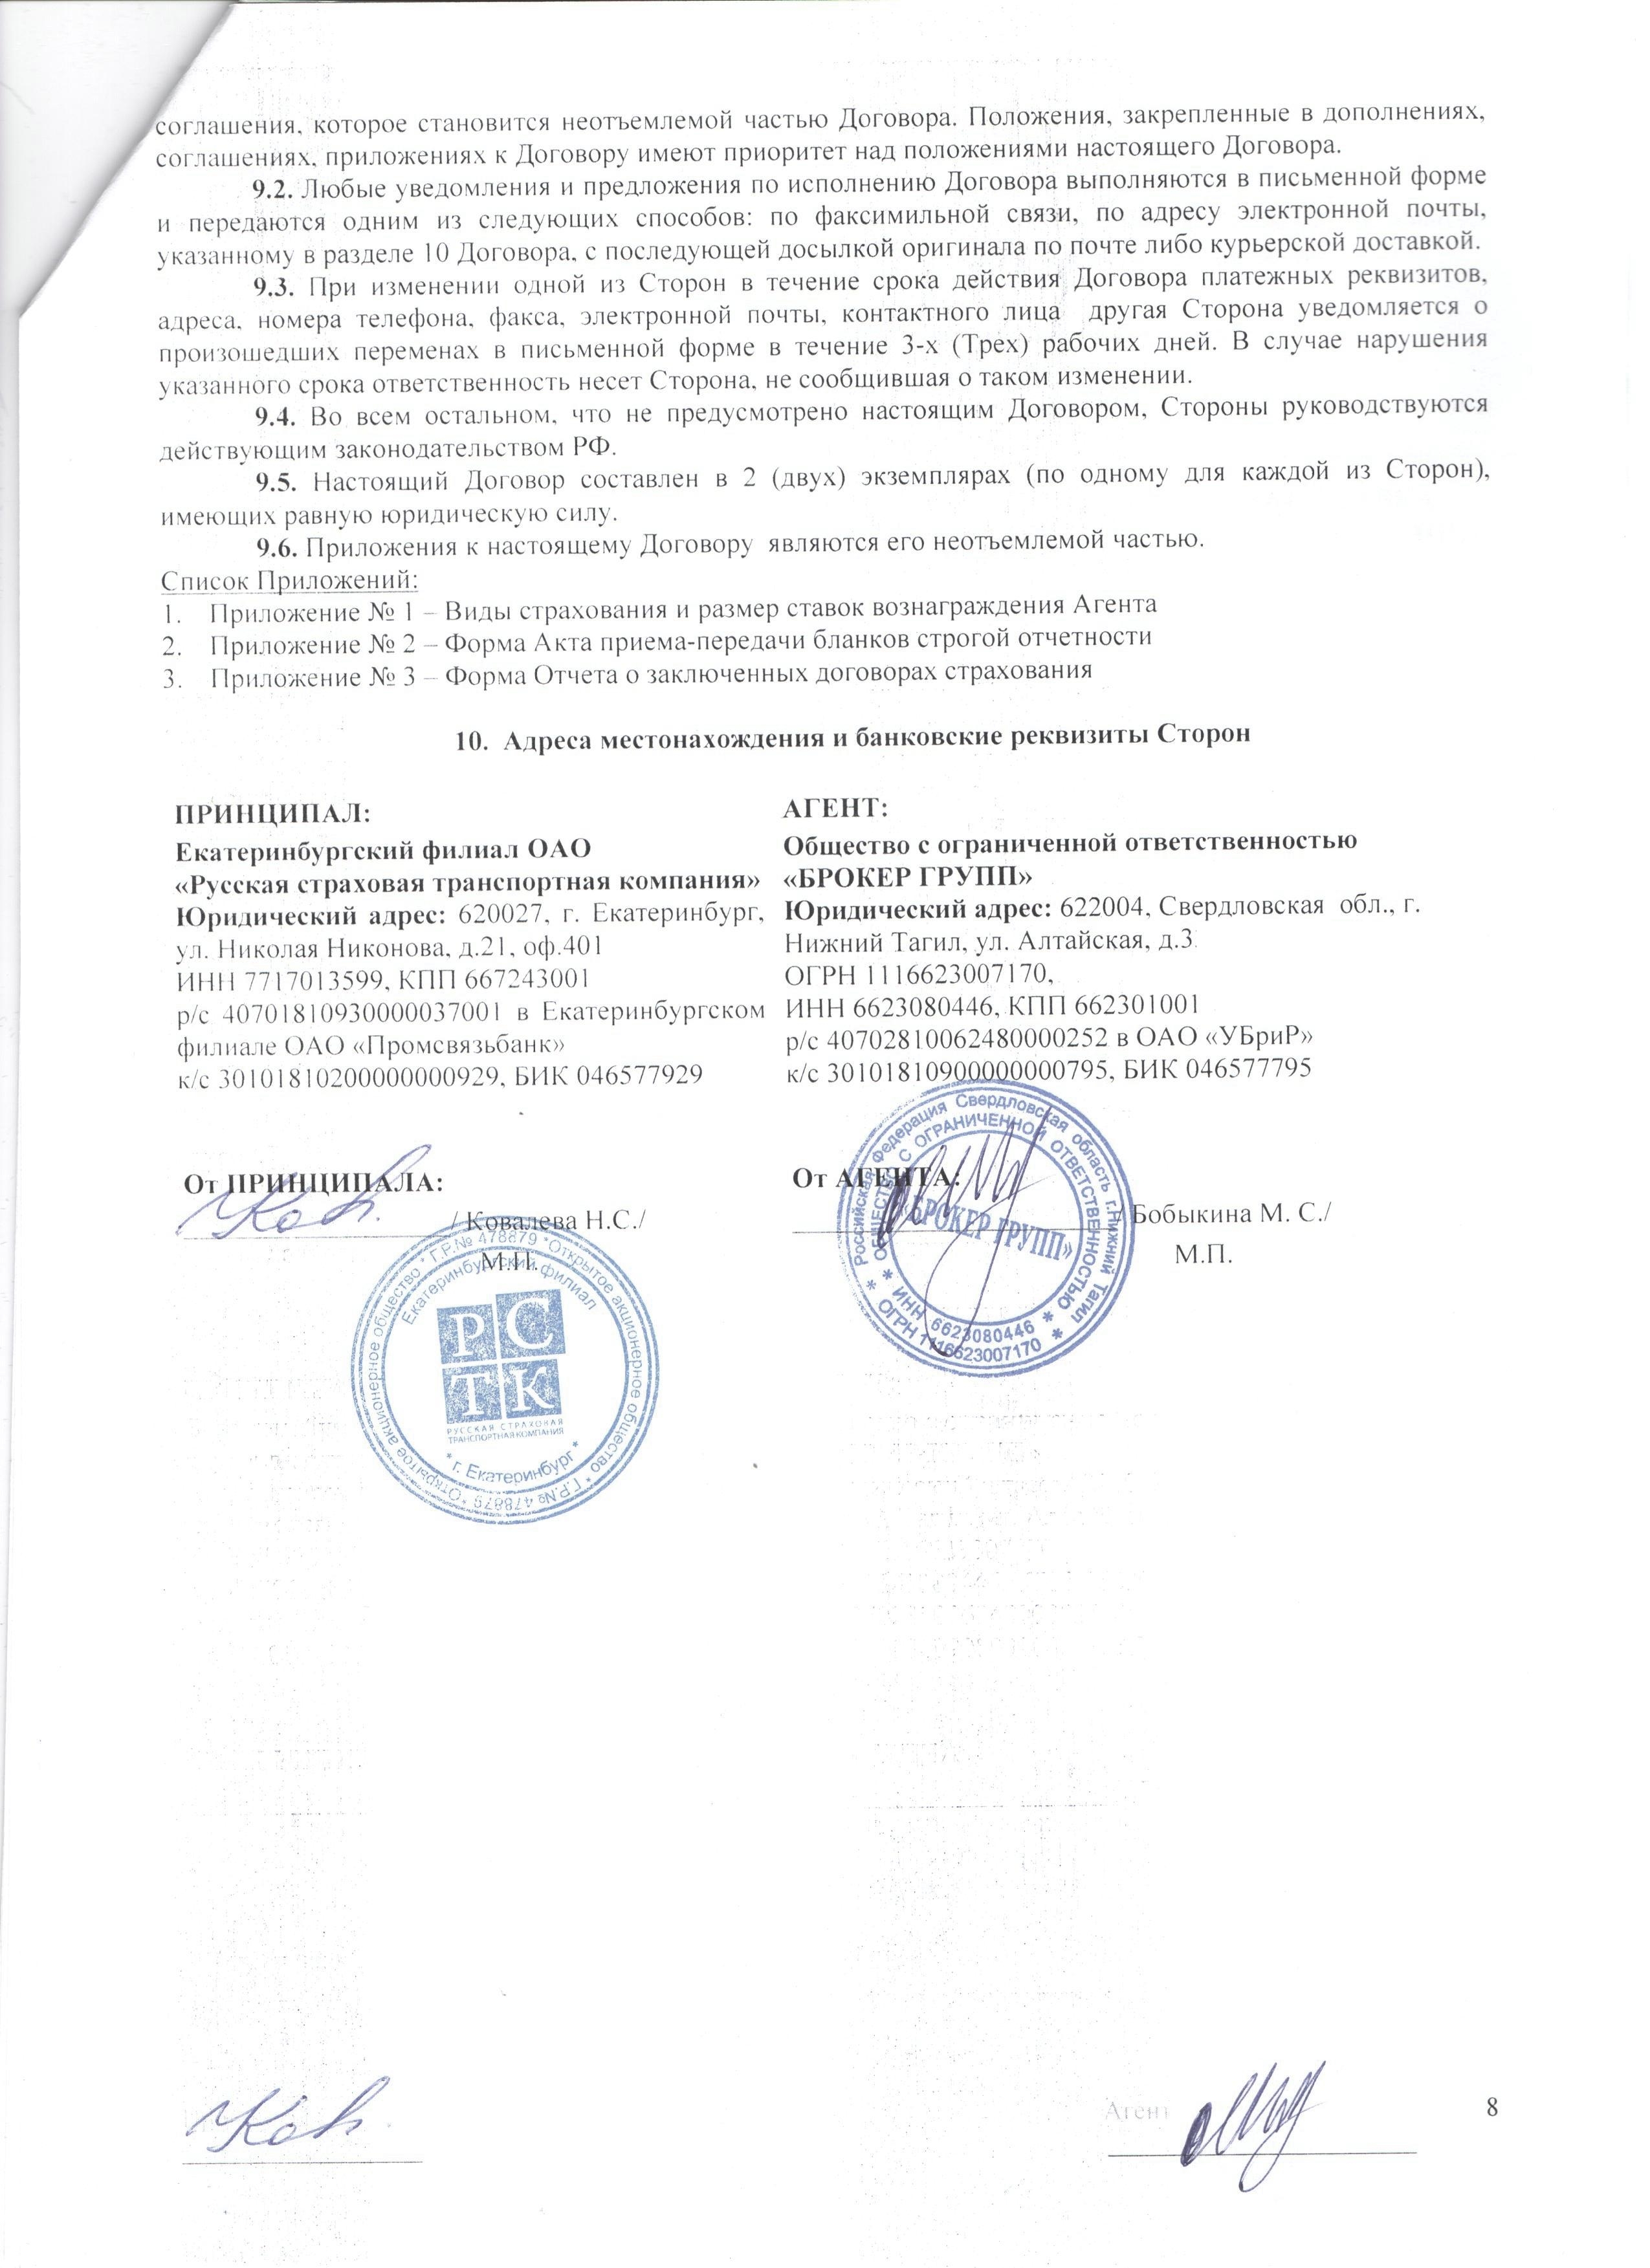 соглашения, которое становится неотъемлемой частью Договора. Положения, закрепленные в дополнениях,
соглашениях, приложениях к Договору имеют приоритет над положениями настоящего Договора.
9.2. Любые уведомления и предложения по исполнению Договора выполняются в письменной форме
и передаются одним из следующих способов: по факсимильной связи, по адресу электронной почты,
указанному в разделе 10 Договора, с последующей досылкой оригинала по почте либо курьерской доставкой.
9.3. При изменении одной из Сторон в течение срока действия Договора платежных реквизитов,
адреса, номера телефона, факса, электронной почты, контактного лица другая Сторона уведомляется о
произошедших переменах в письменной форме в течение 3-х (Трех) рабочих дней. В случае нарушения
указанного срока ответственность несет Сторона, не сообщившая о таком изменении.
9.4. Во всем остальном, что не предусмотрено настоящим Договором, Стороны руководствуются
действующим законодательством РФ.
9.5. Настоящий Договор составлен в 2 (двух) экземплярах (по одному для каждой из Сторон),
имеющих равную юридическую силу.
9.6. Приложения к настоящему Договору являются его неотъемлемой частью.
Список Приложений:
1. Приложение № 1 – Виды страхования и размер ставок вознаграждения Агента
2. Приложение № 2 – Форма Акта приема-передачи бланков строгой отчетности
3. Приложение № 3 – Форма Отчета о заключенных договорах страхования
10. Адреса местонахождения и банковские реквизиты Сторон
ПРИНЦИПАЛ:
Екатеринбургский филиал ОАО
«Русская страховая транспортная компания»
Юридический адрес: 620027, г. Екатеринбург,
ул. Николая Никонова, д.21, оф.401
ИНН 7717013599, КПП 667243001
р/с 40701810930000037001 в Екатеринбургском
филиале ОАО «Промсвязьбанк»
к/с 30101810200000000929, БИК 046577929
От ПРИНЦИПАЛА:
/ Ковалева Н.С./
М.П.
Открытое акционерное общество * Г.Р.№ 478879 * Открытое акционерное общество * Г.Р.№ 478879 *
Екатеринбургский филиал
РС
ТК
РУССКАЯ СТРАХОВАЯ
ТРАНСПОРТНАЯ КОМПАНИЯ
* г. Екатеринбург *
АГЕНТ:
Общество с ограниченной ответственностью
«БРОКЕР ГРУПП»
Юридический адрес: 622004, Свердловская обл., г.
Нижний Тагил, ул. Алтайская, д.3
ОГРН 1116623007170,
ИНН 6623080446, КПП 662301001
р/с 40702810062480000252 в ОАО «УБриР»
к/с 30101810900000000795, БИК 046577795
От АГЕНТА:
/ Бобыкина М. С./
М.П.
Российская Федерация Свердловская область г.Нижний Тагил
* ОГРН 1116623007170 *
ОБЩЕСТВО С ОГРАНИЧЕННОЙ ОТВЕТСТВЕННОСТЬЮ
* ИНН 6623080446 *
«БРОКЕР ГРУПП»
Агент
8